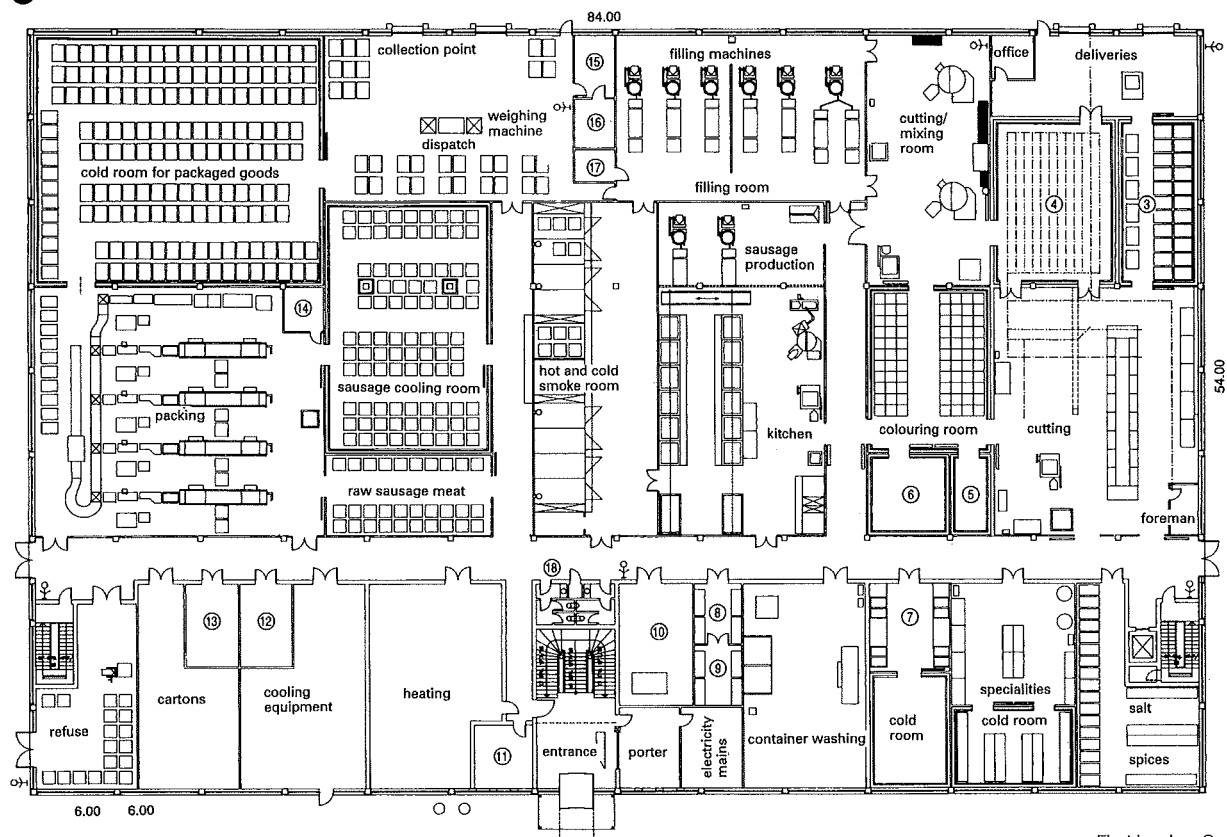 84.00
collection point
15
filling machines
office
deliveries
weighing
machine
dispatch
16
cutting/
mixing
room
17
cold room for packaged goods
filling room
4
3
sausage
production
14
hot and cold
smoke room
54.00
sausage cooling room
packing
kitchen
colouring room
cutting
raw sausage meat
6
5
foreman
18
13
12
10
8
7
9
cartons
cooling
equipment
heating
specialities
refuse
cold
room
cold room
salt
11
entrance
porter
electricity
mains
container washing
spices
6.00
6.00